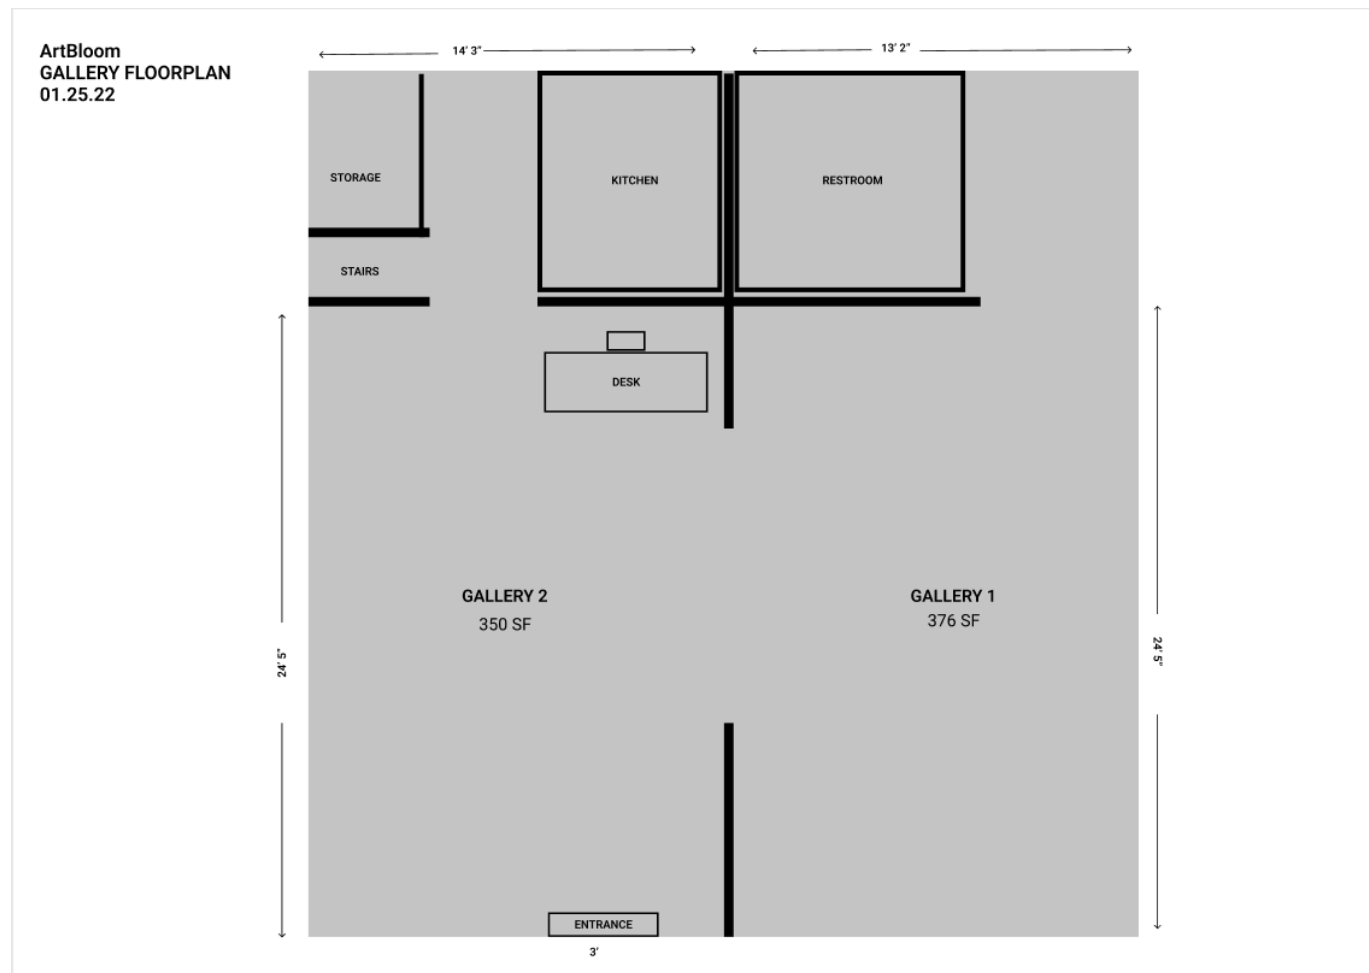 ArtBloom
GALLERY FLOORPLAN
01.25.22
14' 3"
13' 2"
STORAGE
KITCHEN
RESTROOM
STAIRS
DESK
GALLERY 2
350 SF
GALLERY 1
376 SF
24' 5"
24' 5"
ENTRANCE
3'